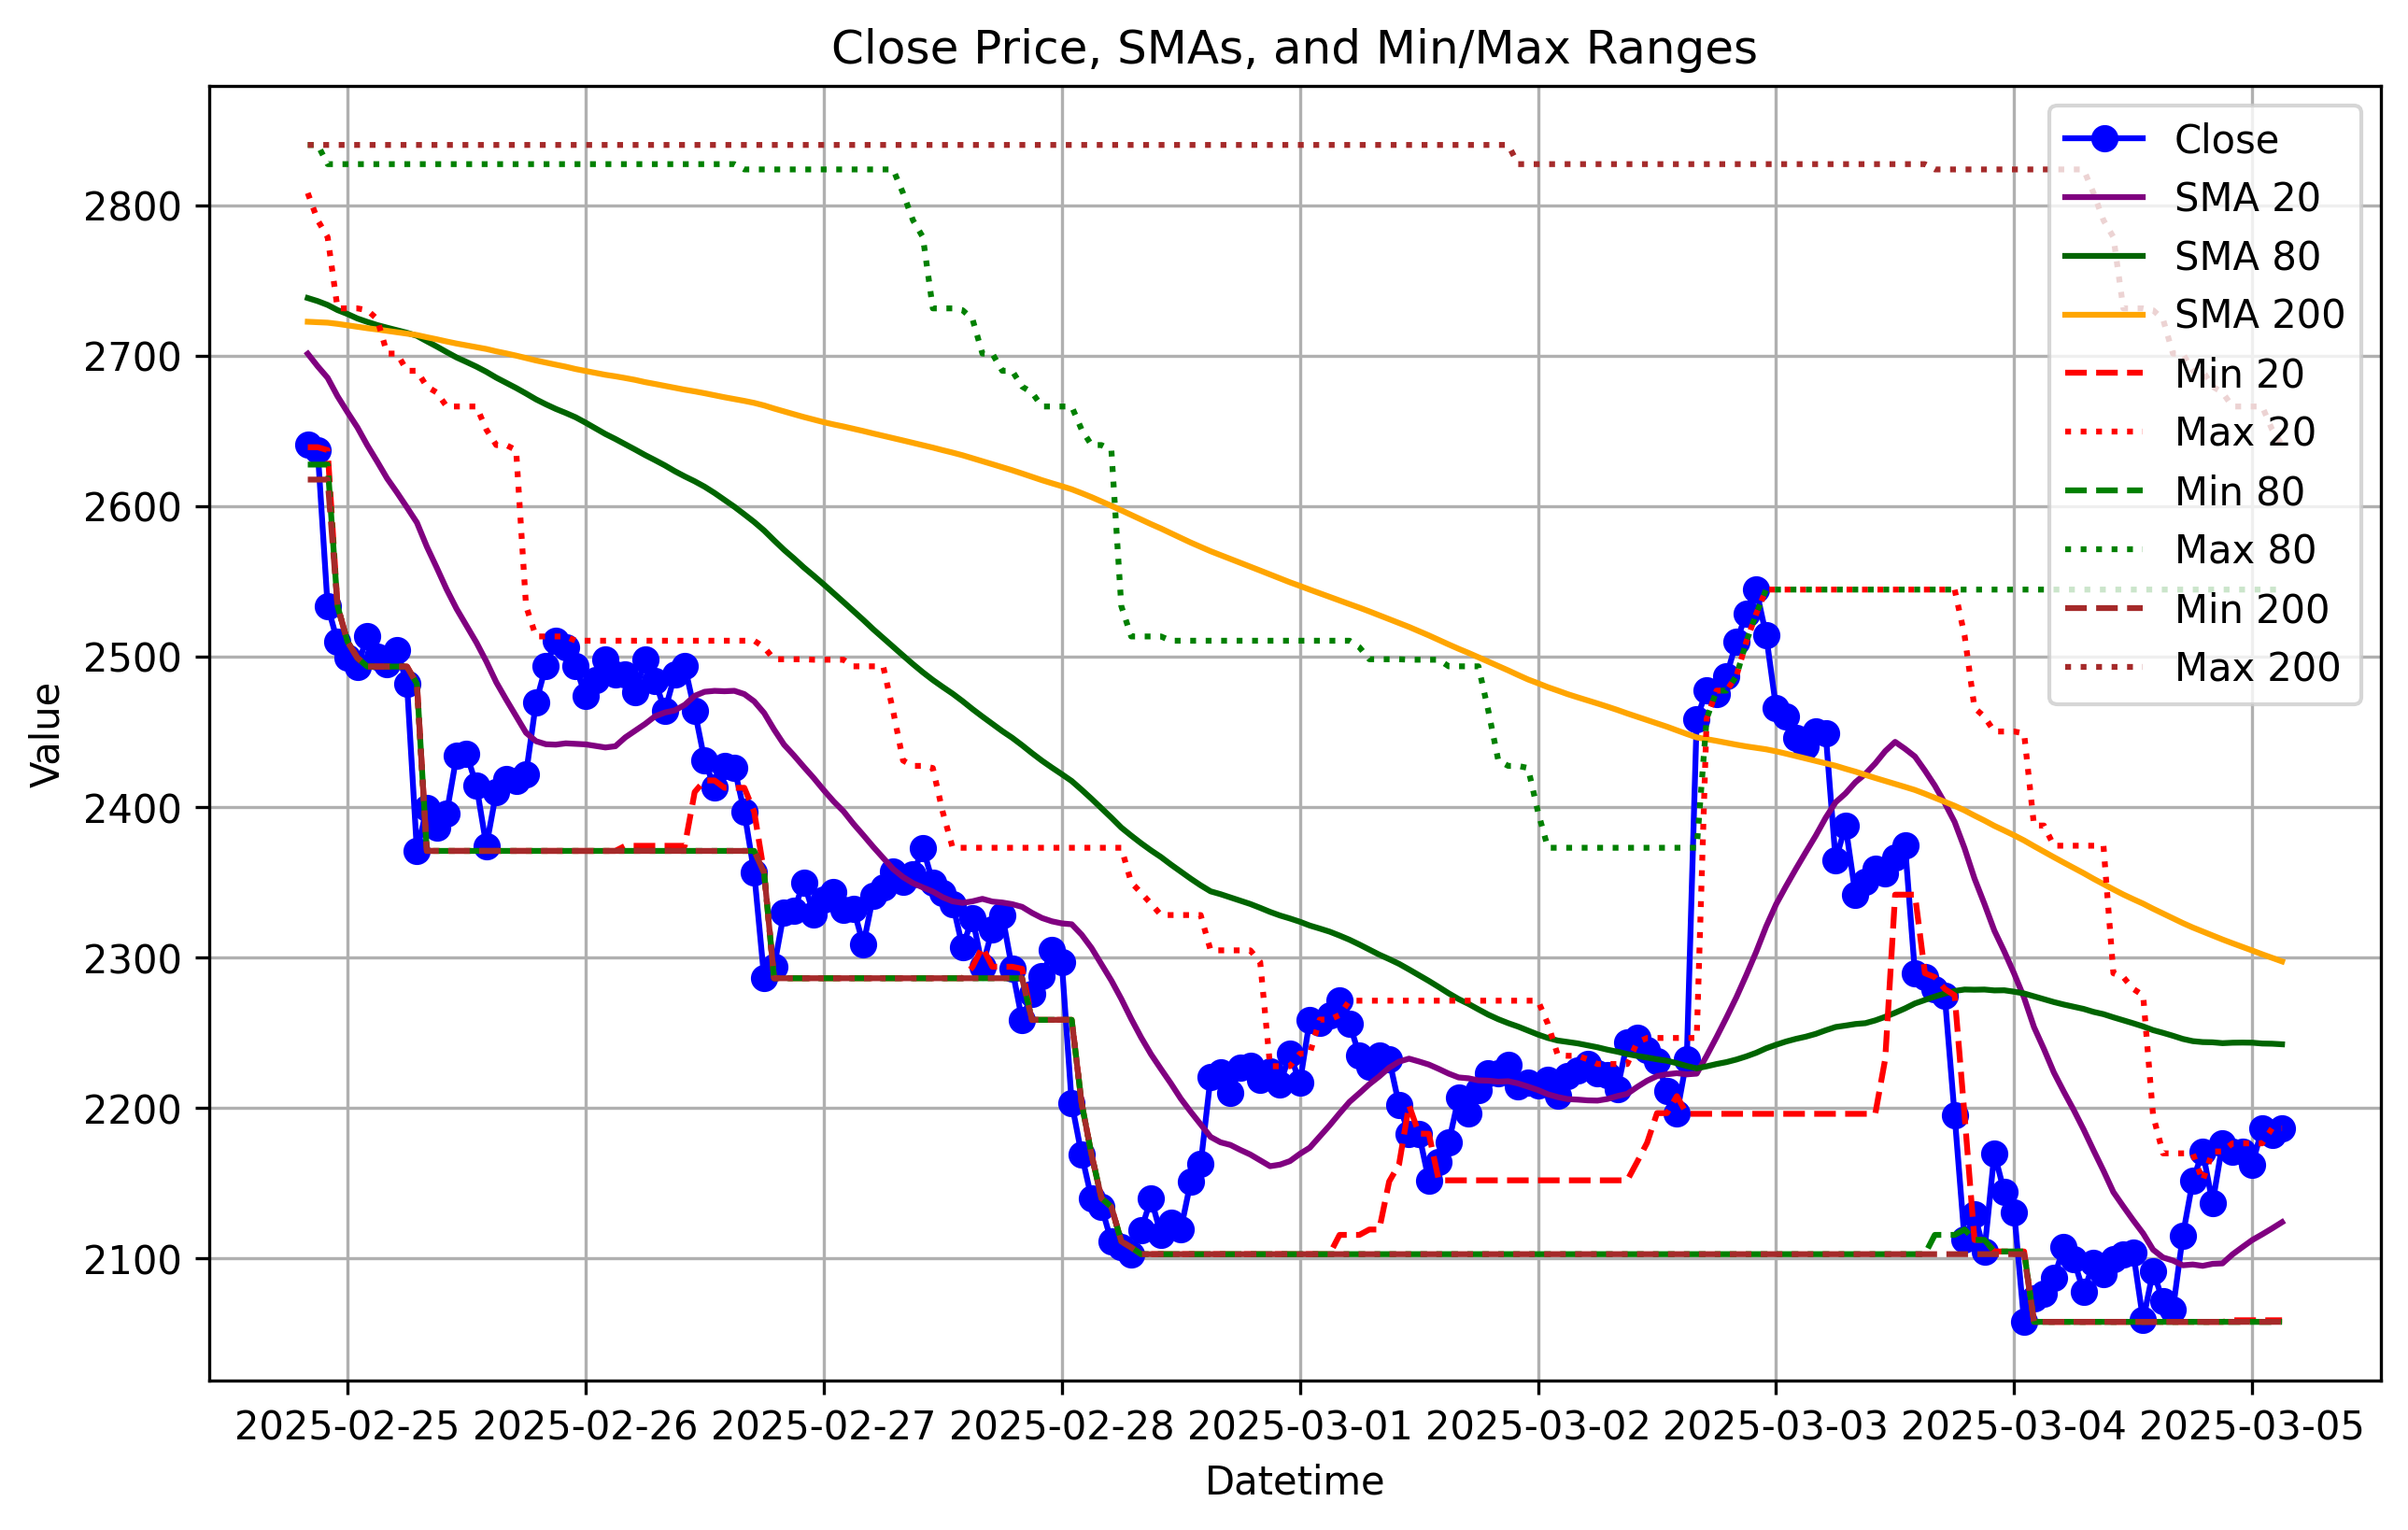 Close Price, SMAs, and Min/Max Ranges
Value
2800
2700
2600
2500
2400
2300
2200
2100
Close
SMA 20
SMA 80
SMA 200
Min 20
Max 20
Min 80
Max 80
Min 200
Max 200
2025-02-25 2025-02-26 2025-02-27 2025-02-28 2025-03-01 2025-03-02 2025-03-03 2025-03-04 2025-03-05
Datetime